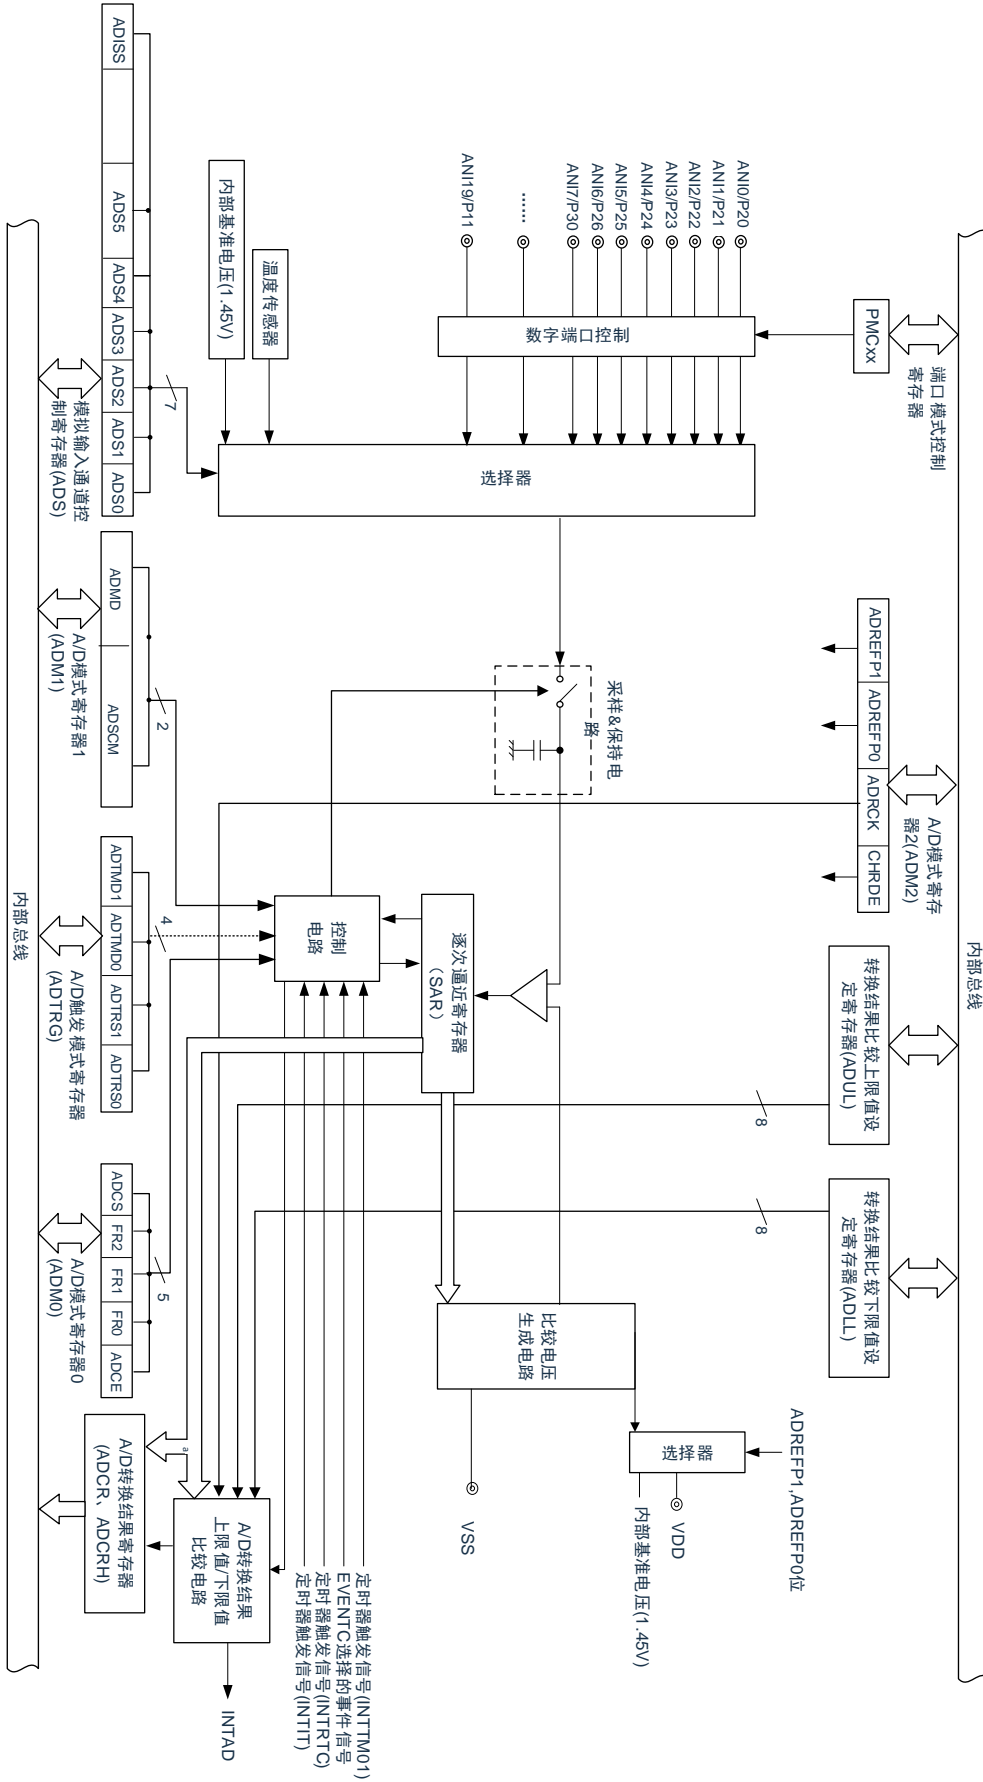 内部总线
PMCxx
端口模式控制
寄存器
ADREFP1
ADREFP0
ADRCK
CHRDE
A/D模式寄存
器2(ADM2)
转换结果比较上限值设
定寄存器(ADUL)
转换结果比较下限值设
定寄存器(ADLL)
8
8
ADREFP1,ADREFP0位
ANI0/P20
ANI1/P21
ANI2/P22
ANI3/P23
ANI4/P24
ANI5/P25
ANI6/P26
ANI7/P30
......
ANI19/P11
数字端口控制
选择器
采样&保持电
路
选择器
VDD
内部基准电压(1.45V)
比较电压
生成电路
VSS
逐次逼近寄存器
(SAR)
控制
电路
定时器触发信号(INTTM01)
EVENTC选择的事件信号
定时器触发信号(INTRTC)
定时器触发信号(INTIT)
温度传感器
内部基准电压(1.45V)
A/D转换结果
上限值/下限值
比较电路
INTAD
a
7
2
4
5
ADISS
ADS5
ADS4
ADS3
ADS2
ADS1
ADS0
模拟输入通道控
制寄存器(ADS)
ADMD
ADSCM
A/D模式寄存器1
(ADM1)
ADTMD1
ADTMD0
ADTRS1
ADTRS0
A/D触发模式寄存器
(ADTRG)
ADCS
FR2
FR1
FR0
ADCE
A/D模式寄存器0
(ADM0)
A/D转换结果寄存器
(ADCR、ADCRH)
内部总线